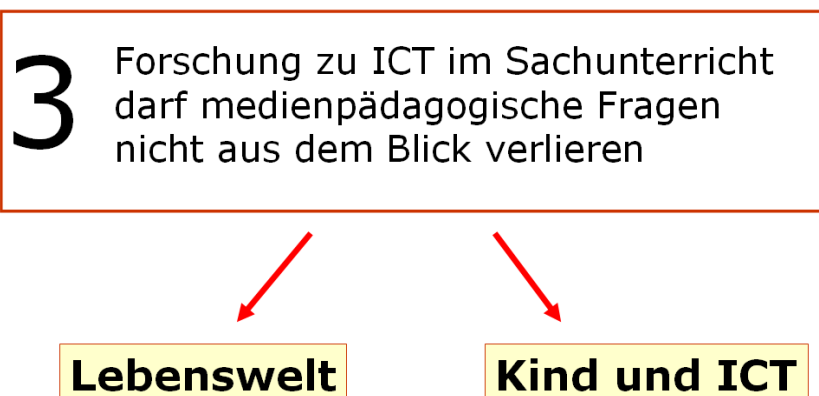 3
Forschung zu ICT im Sachunterricht
darf medienpädagogische Fragen
nicht aus dem Blick verlieren
Lebenswelt
Kind und ICT